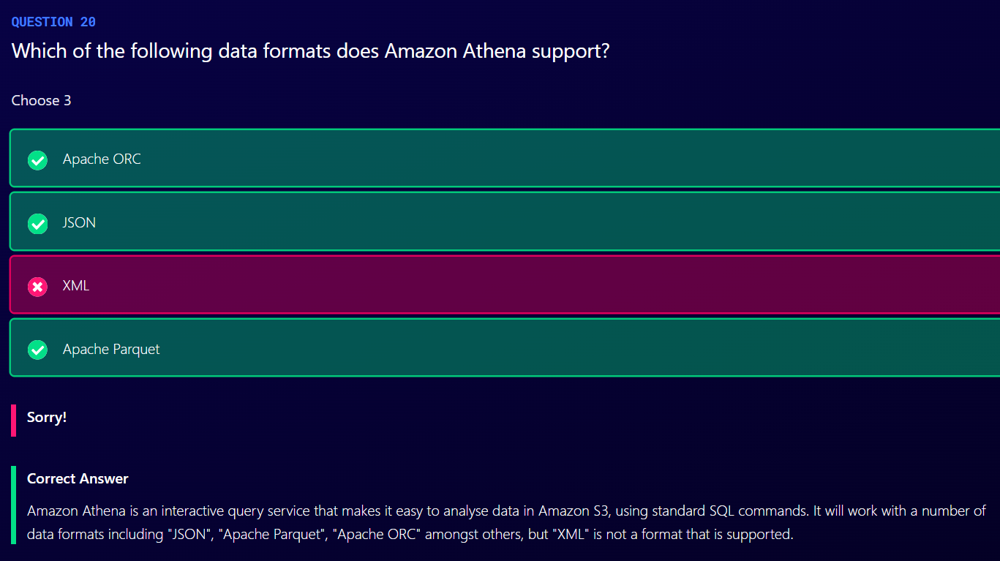 QUESTION 20
Which of the following data formats does Amazon Athena support?
Choose 3
Apache ORC
JSON
XML
Apache Parquet
Sorry!
Correct Answer
Amazon Athena is an interactive query service that makes it easy to analyse data in Amazon S3, using standard SQL commands. It will work with a number of
data formats including "JSON", "Apache Parquet", "Apache ORC" amongst others, but "XML" is not a format that is supported.